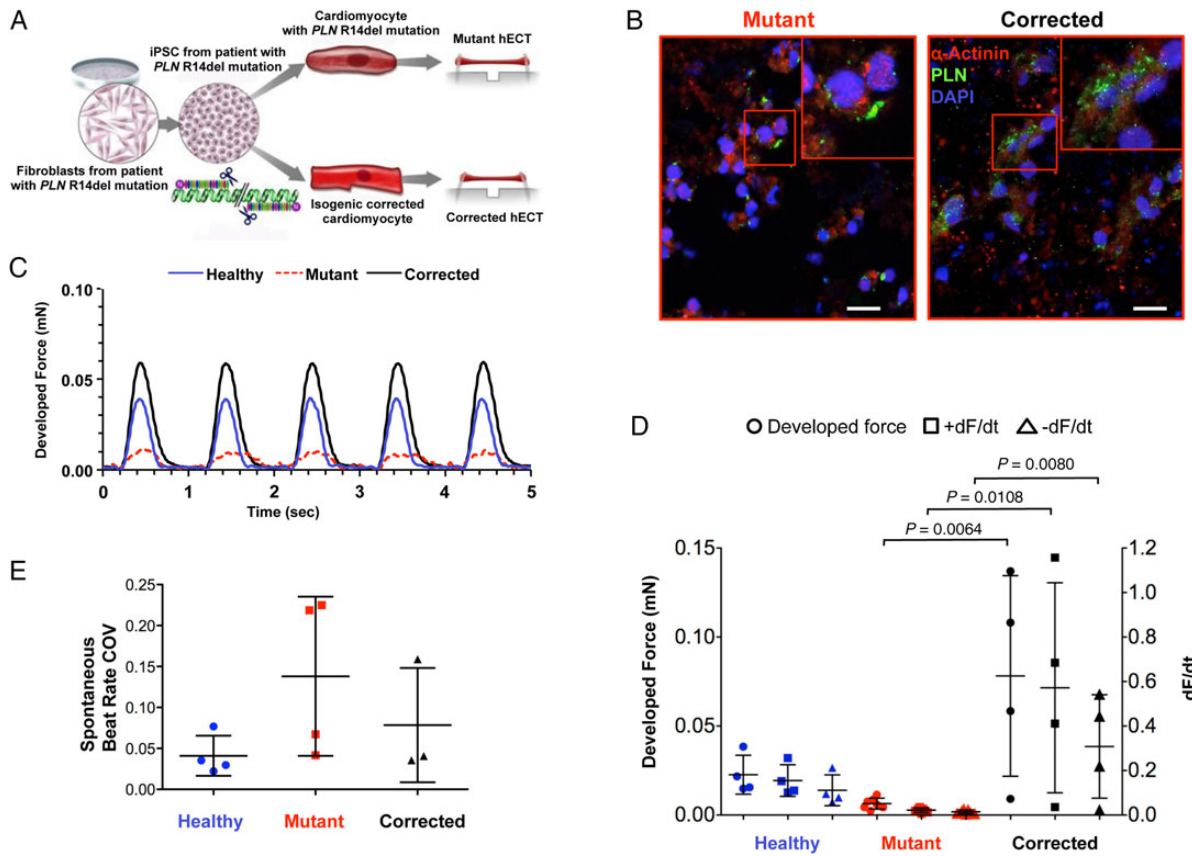 A
Cardiomyocyte
with PLN R14del mutation
iPSC from patient with
PLN R14del mutation
Mutant hECT
Fibroblasts from patient
with PLN R14del mutation
Isogenic corrected
cardiomyocyte
Corrected hECT
B
Mutant
Corrected
α-Actinin
PLN
DAPI
C
Healthy
Mutant
Corrected
Developed Force (mN)
0.10
0.05
0.00
0
1
2
3
4
5
Time (sec)
D
Developed force
+dF/dt
-dF/dt
P = 0.0080
P = 0.0108
P = 0.0064
Developed Force (mN)
0.15
0.10
0.05
0.00
1.2
1.0
0.8
0.6
0.4
0.2
0.0
dF/dt
Healthy
Mutant
Corrected
E
Spontaneous
Beat Rate COV
0.25
0.20
0.15
0.10
0.05
0.00
Healthy
Mutant
Corrected